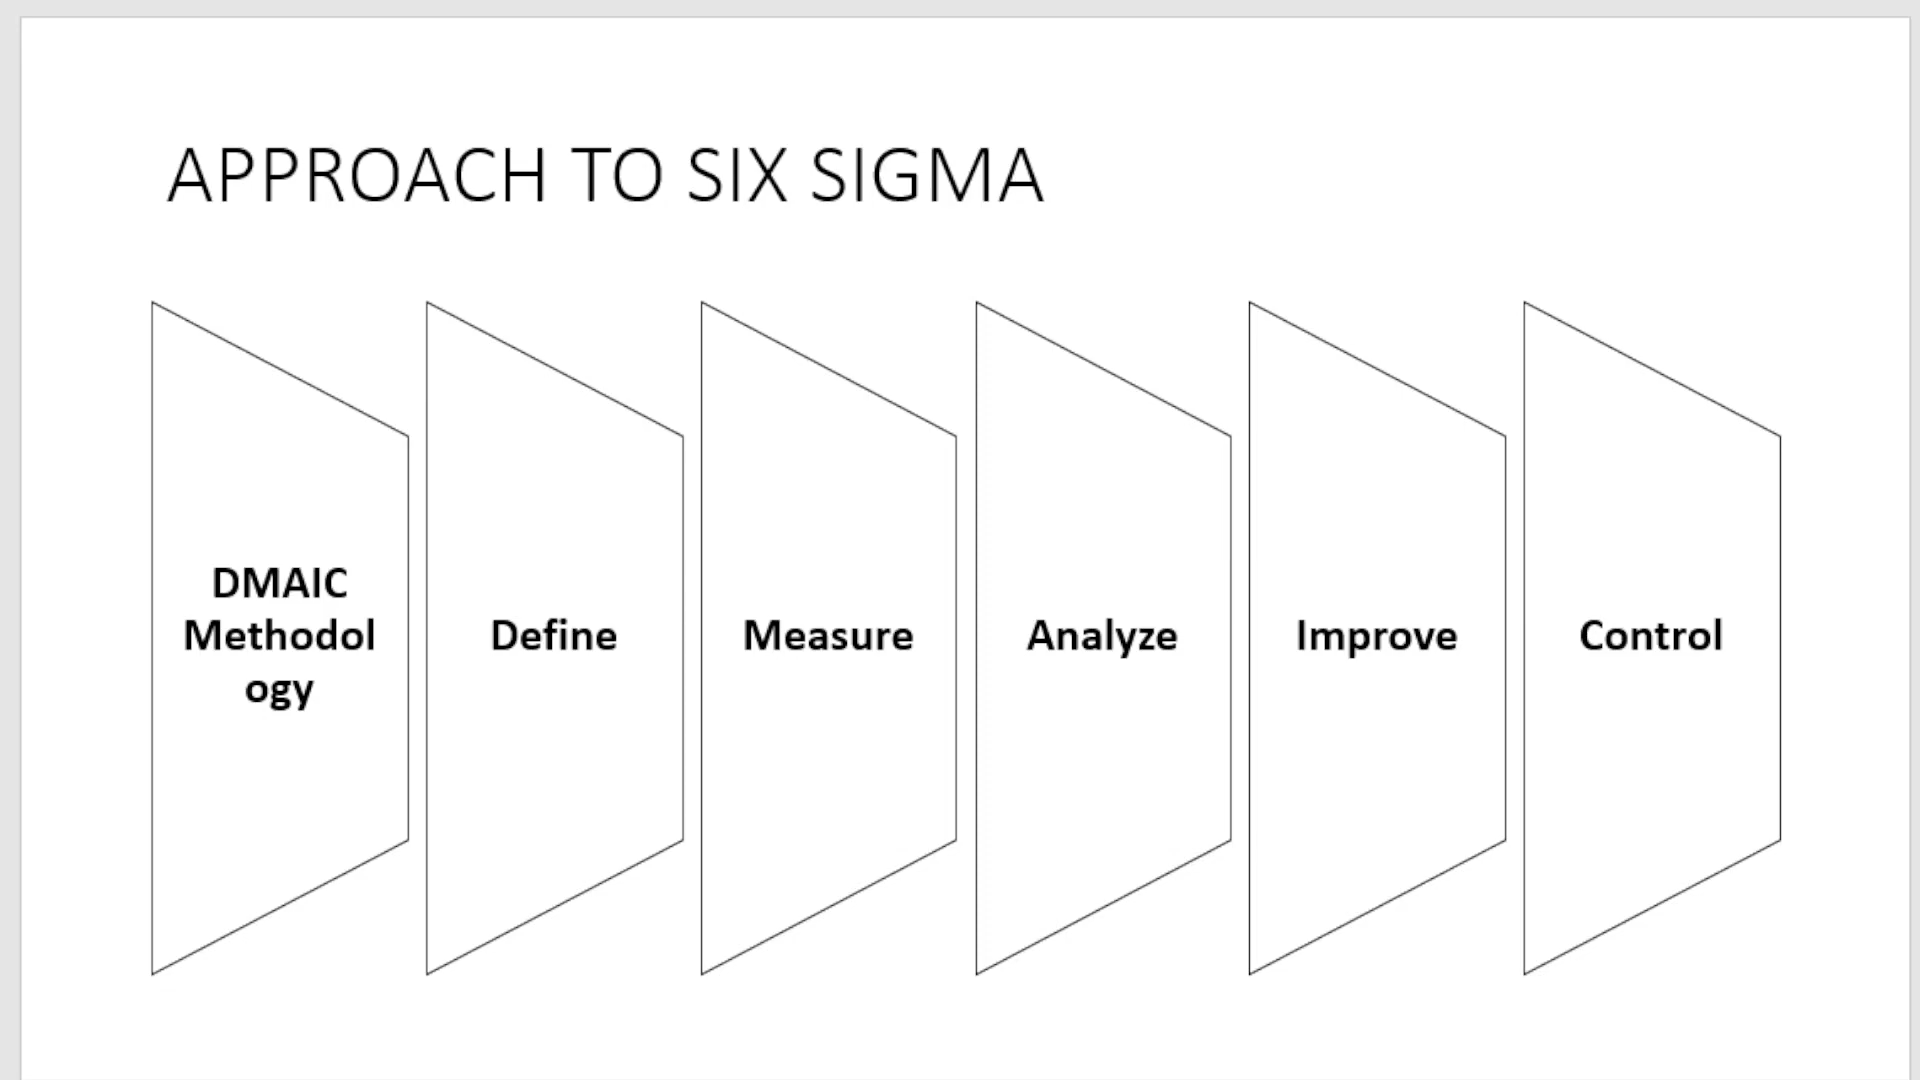 APPROACH TO SIX SIGMA
DMAIC
Methodol
ogy
Define
Measure
Analyze
Improve
Control